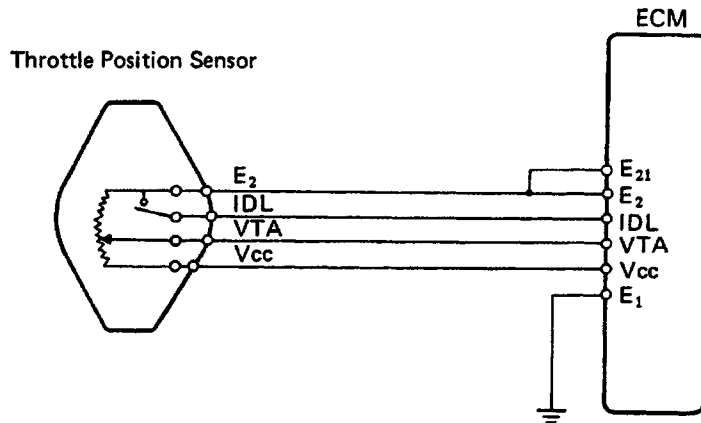 ECM
Throttle Position Sensor
E2
IDL
VTA
Vcc
E21
E2
IDL
VTA
Vcc
E1